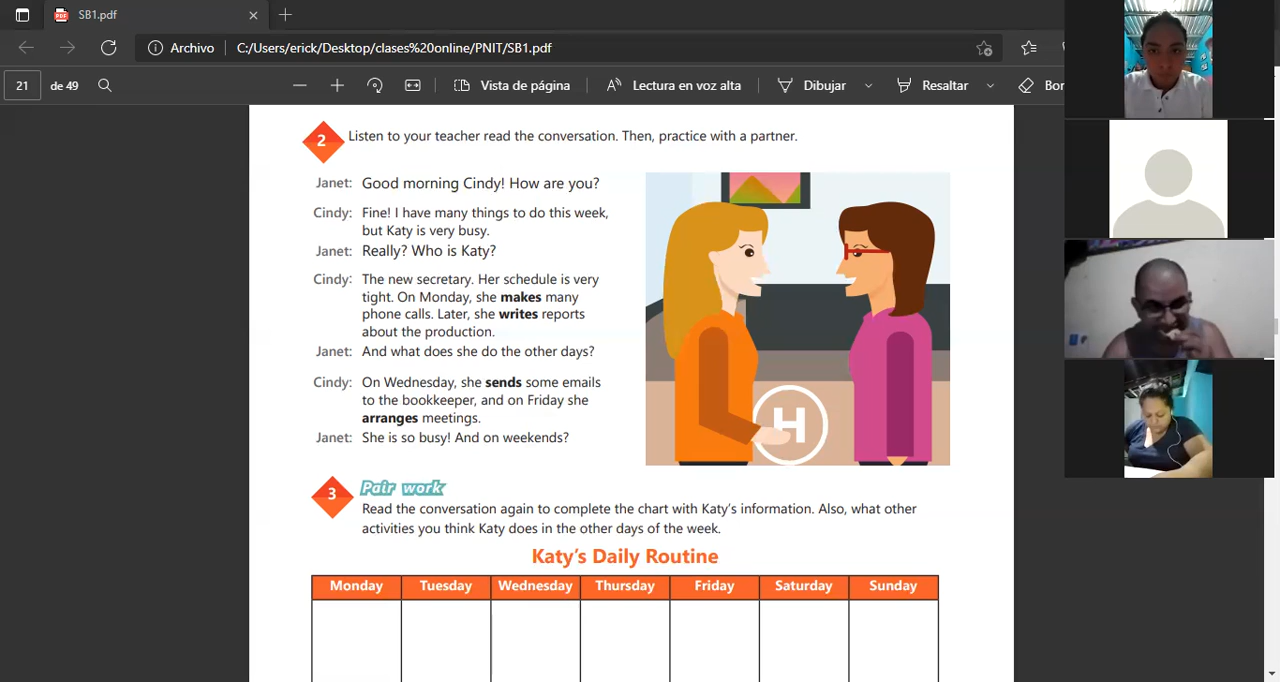 SB1.pdf
Archivo C:/Users/erick/Desktop/clases%20online/PNIT/SB1.pdf
21 de 49 Vista de página Lectura en voz alta Dibujar Resaltar Bor
2 Listen to your teacher read the conversation. Then, practice with a partner.
Janet: Good morning Cindy! How are you?
Cindy: Fine! I have many things to do this week,
but Katy is very busy.
Janet: Really? Who is Katy?
Cindy: The new secretary. Her schedule is very
tight. On Monday, she makes many
phone calls. Later, she writes reports
about the production.
Janet: And what does she do the other days?
Cindy: On Wednesday, she sends some emails
to the bookkeeper, and on Friday she
arranges meetings.
Janet: She is so busy! And on weekends?
H
3 Pair work
Read the conversation again to complete the chart with Katy's information. Also, what other
activities you think Katy does in the other days of the week.
Katy's Daily Routine
Monday Tuesday Wednesday Thursday Friday Saturday Sunday